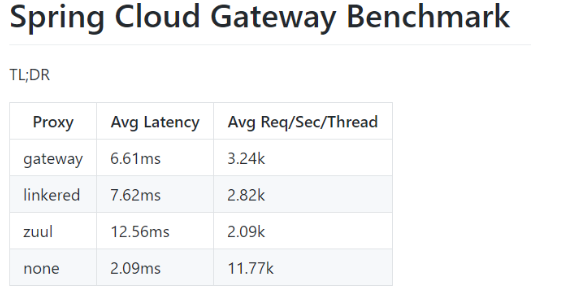 Spring Cloud Gateway Benchmark
TL;DR
Proxy Avg Latency Avg Req/Sec/Thread
gateway 6.61ms 3.24k
linkered 7.62ms 2.82k
zuul 12.56ms 2.09k
none 2.09ms 11.77k